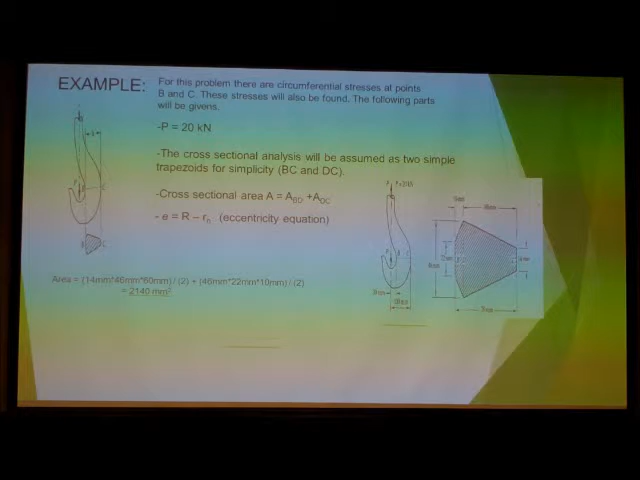 EXAMPLE:
For this problem there are circumferential stresses at points
B and C. These stresses will also be found. The following parts
will be givens.
-P = 20 kN
-The cross sectional analysis will be assumed as two simple
trapezoids for simplicity (BC and DC).
-Cross sectional area A = A_BD +A_DC
- e = R – r_n (eccentricity equation)
Area = (14mm*46mm*60mm) / (2) + (46mm*22mm*10mm) / (2)
= 2140 mm²